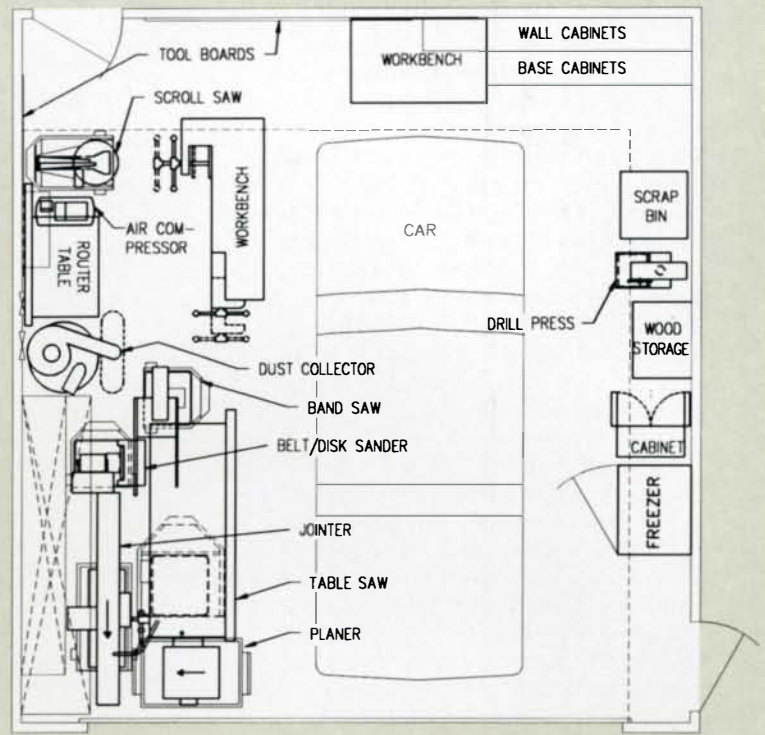 WALL CABINETS
TOOL BOARDS
WORKBENCH
BASE CABINETS
SCROLL SAW
WORKBENCH
CAR
SCRAP
BIN
AIR COM-
PRESSOR
ROUTER
TABLE
DRILL PRESS
WOOD
STORAGE
DUST COLLECTOR
BAND SAW
BELT/DISK SANDER
CABINET
FREEZER
JOINTER
TABLE SAW
PLANER